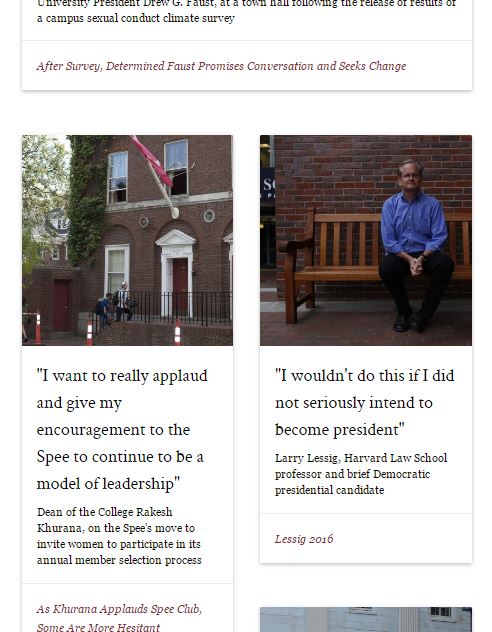 University President Drew G. Faust, at a town hall following the release of results of
a campus sexual conduct climate survey
After Survey, Determined Faust Promises Conversation and Seeks Change
"I want to really applaud
and give my
encouragement to the
Spee to continue to be a
model of leadership"
Dean of the College Rakesh
Khurana, on the Spee's move to
invite women to participate in its
annual member selection process
As Khurana Applauds Spee Club,
Some Are More Hesitant
"I wouldn't do this if I did
not seriously intend to
become president"
Larry Lessig, Harvard Law School
professor and brief Democratic
presidential candidate
Lessig 2016